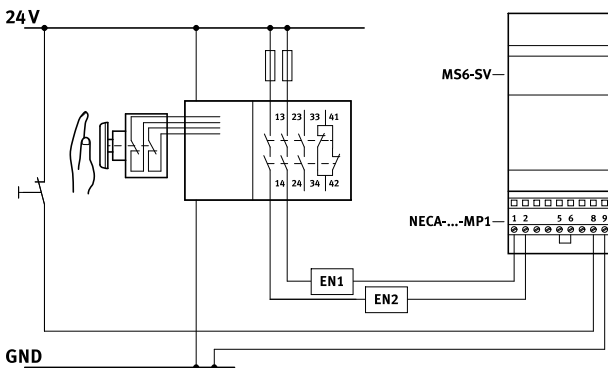 24 V
MS6-SV
13 23 33 41
14 24 34 42
NECA-...-MP1
1 2 5 6 8 9
EN1
EN2
GND